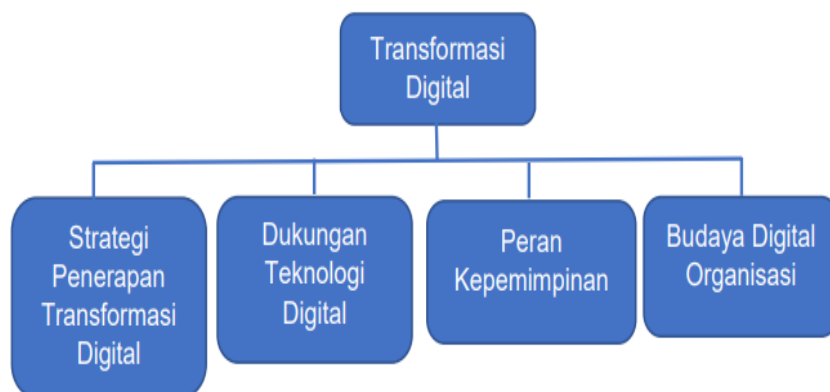 Transformasi
Digital
Strategi
Penerapan
Transformasi
Digital
Dukungan
Teknologi
Digital
Peran
Kepemimpinan
Budaya Digital
Organisasi